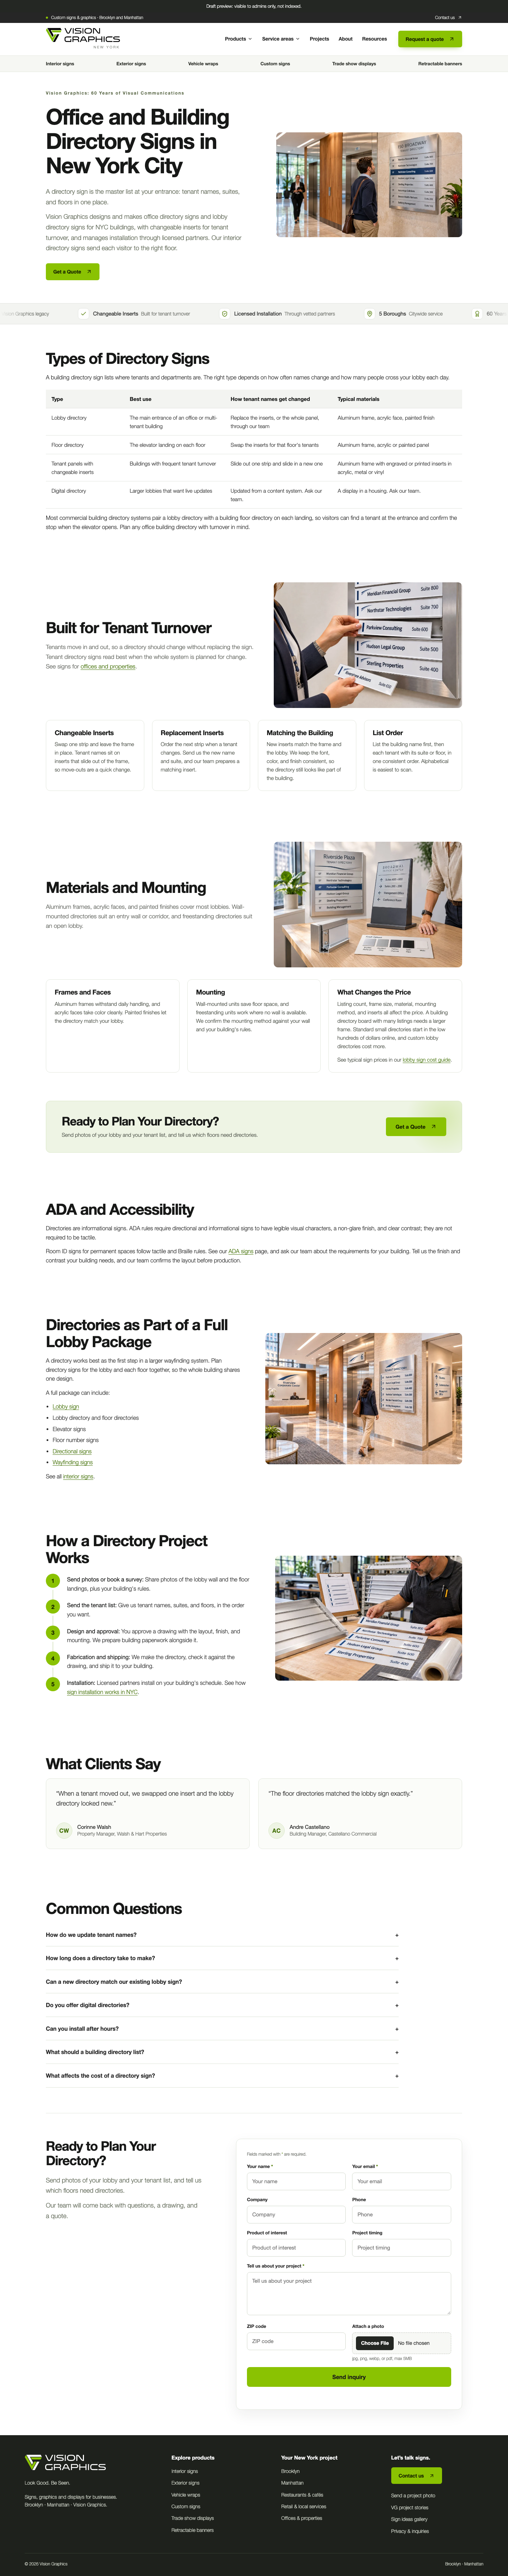 Draft preview: visible to admins only, not indexed.
Custom signs & graphics · Brooklyn and Manhattan
Contact us
VISION GRAPHICS
NEW YORK
Products
Service areas
Projects
About
Resources
Request a quote
Interior signs
Exterior signs
Vehicle wraps
Custom signs
Trade show displays
Retractable banners
Vision Graphics: 60 Years of Visual Communications
Office and Building
Directory Signs in
New York City
A directory sign is the master list at your entrance: tenant names, suites,
and floors in one place.
Vision Graphics designs and makes office directory signs and lobby
directory signs for NYC buildings, with changeable inserts for tenant
turnover, and manages installation through licensed partners. Our interior
directory signs send each visitor to the right floor.
Get a Quote
Graphics legacy
Changeable Inserts Built for tenant turnover
Licensed Installation Through vetted partners
5 Boroughs Citywide service
60 Years
Types of Directory Signs
A building directory sign lists where tenants and departments are. The right type depends on how often names change and how many people cross your lobby each day.
Type
Best use
How tenant names get changed
Typical materials
Lobby directory
The main entrance of an office or multi-
tenant building
Replace the inserts, or the whole panel,
through our team
Aluminum frame, acrylic face, painted finish
Floor directory
The elevator landing on each floor
Swap the inserts for that floor's tenants
Aluminum frame, acrylic or painted panel
Tenant panels with
changeable inserts
Buildings with frequent tenant turnover
Slide out one strip and slide in a new one
Aluminum frame with engraved or printed inserts in
acrylic, metal or vinyl
Digital directory
Larger lobbies that want live updates
Updated from a content system. Ask our
team.
A display in a housing. Ask our team.
Most commercial building directory systems pair a lobby directory with a building floor directory on each landing, so visitors can find a tenant at the entrance and confirm the
stop when the elevator opens. Plan any office building directory with turnover in mind.
Built for Tenant Turnover
Tenants move in and out, so a directory should change without replacing the sign.
Tenant directory signs read best when the whole system is planned for change.
See signs for offices and properties.
Meridian Financial Group
Suite 800
Northstar Technologies
Suite 700
Parkview Consulting
Hudson Legal Group
Suite 500
Sterling Properties
Suite 400
Changeable Inserts
Swap one strip and leave the frame
in place. Tenant names sit on
inserts that slide out of the frame,
so move-outs are a quick change.
Replacement Inserts
Order the next strip when a tenant
changes. Send us the new name
and suite, and our team prepares a
matching insert.
Matching the Building
New inserts match the frame and
the lobby. We keep the font,
color, and finish consistent, so
the directory still looks like part of
the building.
List Order
List the building name first, then
each tenant with its suite or floor, in
one consistent order. Alphabetical
is easiest to scan.
Materials and Mounting
Aluminum frames, acrylic faces, and painted finishes cover most lobbies. Wall-
mounted directories suit an entry wall or corridor, and freestanding directories suit
an open lobby.
Riverside Plaza
Frames and Faces
Aluminum frames withstand daily handling, and
acrylic faces take color cleanly. Painted finishes let
the directory match your lobby.
Mounting
Wall-mounted units save floor space, and
freestanding units work where no wall is available.
We confirm the mounting method against your wall
and your building's rules.
What Changes the Price
Listing count, frame size, material, mounting
method, and inserts all affect the price. A building
directory board with many listings needs a larger
frame. Standard small directories start in the low
hundreds of dollars online, and custom lobby
directories cost more.
See typical sign prices in our lobby sign cost guide.
Ready to Plan Your Directory?
Send photos of your lobby and your tenant list, and tell us which floors need directories.
Get a Quote
ADA and Accessibility
Directories are informational signs. ADA rules require directional and informational signs to have legible visual characters, a non-glare finish, and clear contrast; they are not
required to be tactile.
Room ID signs for permanent spaces follow tactile and Braille rules. See our ADA signs page, and ask our team about the requirements for your building. Tell us the finish and
contrast your building needs, and our team confirms the layout before production.
Directories as Part of a Full
Lobby Package
A directory works best as the first step in a larger wayfinding system. Plan
directory signs for the lobby and each floor together, so the whole building shares
one design.
A full package can include:
Lobby sign
Lobby directory and floor directories
Elevator signs
Floor number signs
Directional signs
Wayfinding signs
See all interior signs.
How a Directory Project
Works
1
Send photos or book a survey: Share photos of the lobby wall and the floor
landings, plus your building's rules.
2
Send the tenant list: Give us tenant names, suites, and floors, in the order
you want.
3
Design and approval: You approve a drawing with the layout, finish, and
mounting. We prepare building paperwork alongside it.
4
Fabrication and shipping: We make the directory, check it against the
drawing, and ship it to your building.
5
Installation: Licensed partners install on your building's schedule. See how
sign installation works in NYC.
What Clients Say
"When a tenant moved out, we swapped one insert and the lobby
directory looked new."
CW
Corinne Walsh
Property Manager, Walsh & Hart Properties
"The floor directories matched the lobby sign exactly."
AC
Andre Castellano
Building Manager, Castellano Commercial
Common Questions
How do we update tenant names?
+
How long does a directory take to make?
+
Can a new directory match our existing lobby sign?
+
Do you offer digital directories?
+
Can you install after hours?
+
What should a building directory list?
+
What affects the cost of a directory sign?
+
Ready to Plan Your
Directory?
Send photos of your lobby and your tenant list, and tell us
which floors need directories.
Our team will come back with questions, a drawing, and
a quote.
Fields marked with * are required.
Your name *
Your email *
Your name
Your email
Company
Phone
Company
Phone
Product of interest
Project timing
Product of interest
Project timing
Tell us about your project *
Tell us about your project
ZIP code
Attach a photo
ZIP code
Choose File No file chosen
jpg, png, webp, or pdf, max 5MB
Send inquiry
VISION GRAPHICS
Look Good. Be Seen.
Signs, graphics and displays for businesses.
Brooklyn · Manhattan · Vision Graphics.
Explore products
Interior signs
Exterior signs
Vehicle wraps
Custom signs
Trade show displays
Retractable banners
Your New York project
Brooklyn
Manhattan
Restaurants & cafés
Retail & local services
Offices & properties
Let's talk signs.
Contact us
Send a project photo
VG project stories
Sign ideas gallery
Privacy & inquiries
© 2026 Vision Graphics
Brooklyn · Manhattan